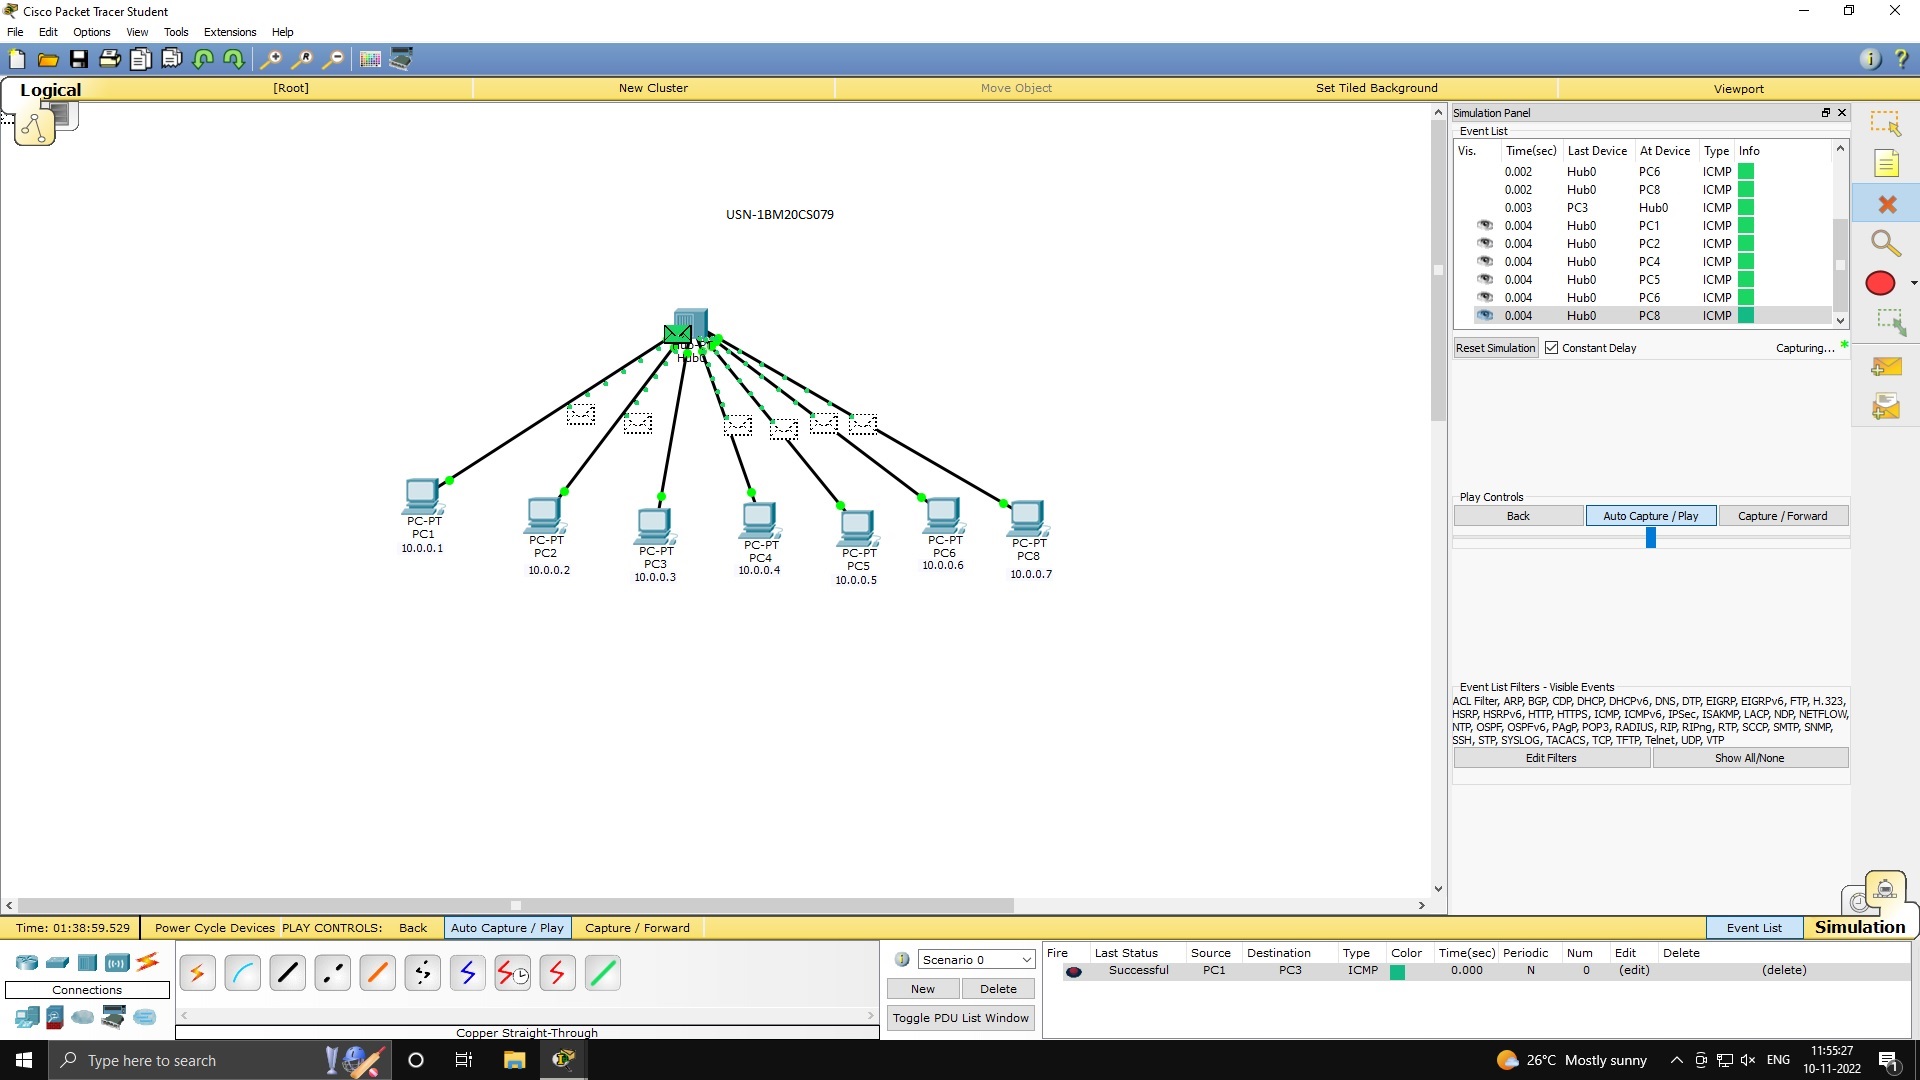 Cisco Packet Tracer Student
File Edit Options View Tools Extensions Help
Logical [Root] New Cluster Move Object Set Tiled Background Viewport
USN-1BM20CS079
Hub0
PC-PT
PC1
10.0.0.1
PC-PT
PC2
10.0.0.2
PC-PT
PC3
10.0.0.3
PC-PT
PC4
10.0.0.4
PC-PT
PC5
10.0.0.5
PC-PT
PC6
10.0.0.6
PC-PT
PC8
10.0.0.7
Simulation Panel
Event List
Vis. Time(sec) Last Device At Device Type Info
0.002 Hub0 PC6 ICMP
0.002 Hub0 PC8 ICMP
0.003 PC3 Hub0 ICMP
0.004 Hub0 PC1 ICMP
0.004 Hub0 PC2 ICMP
0.004 Hub0 PC4 ICMP
0.004 Hub0 PC5 ICMP
0.004 Hub0 PC6 ICMP
0.004 Hub0 PC8 ICMP
Reset Simulation Constant Delay Capturing... *
Play Controls
Back Auto Capture / Play Capture / Forward
Event List Filters - Visible Events
ACL Filter, ARP, BGP, CDP, DHCP, DHCPv6, DNS, DTP, EIGRP, EIGRPv6, FTP, H.323,
HSRP, HSRPv6, HTTP, HTTPS, ICMP, ICMPv6, IPSec, ISAKMP, LACP, NDP, NETFLOW,
NTP, OSPF, OSPFv6, PAgP, POP3, RADIUS, RIP, RIPng, RTP, SCCP, SMTP, SNMP,
SSH, STP, SYSLOG, TACACS, TCP, TFTP, Telnet, UDP, VTP
Edit Filters Show All/None
Time: 01:38:59.529 Power Cycle Devices PLAY CONTROLS: Back Auto Capture / Play Capture / Forward Event List Simulation
Connections
Copper Straight-Through
Scenario 0
New Delete
Toggle PDU List Window
Fire Last Status Source Destination Type Color Time(sec) Periodic Num Edit Delete
Successful PC1 PC3 ICMP 0.000 N 0 (edit) (delete)
Type here to search
26°C Mostly sunny
ENG
11:55:27
10-11-2022
1